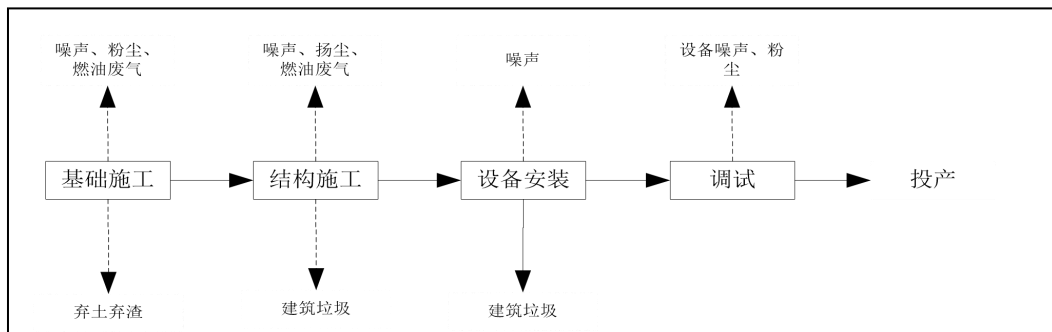 噪声、粉尘、
燃油废气
噪声、扬尘、
燃油废气
噪声
设备噪声、粉
尘
基础施工
结构施工
设备安装
调试
投产
弃土弃渣
建筑垃圾
建筑垃圾